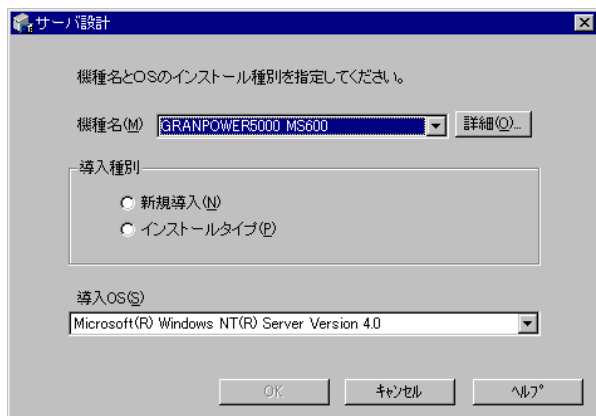 サーバ設計
機種名とOSのインストール種別を指定してください。
機種名(M) GRANPOWER5000 MS600 詳細(O)...
導入種別
新規導入(N)
インストールタイプ(P)
導入OS(S)
Microsoft(R) Windows NT(R) Server Version 4.0
OK キャンセル ヘルプ